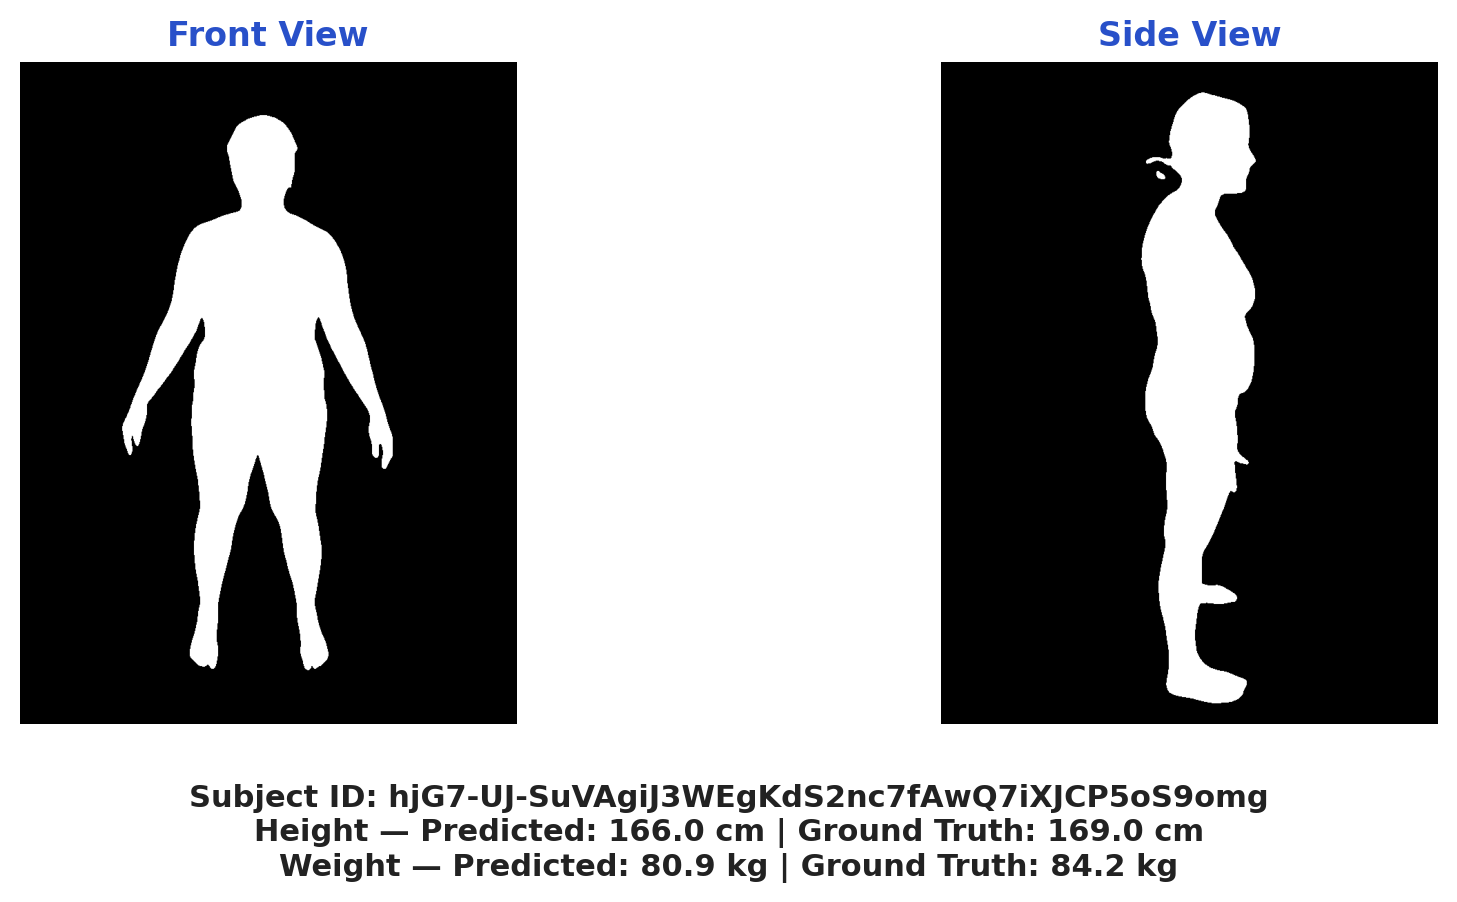 Front View
Side View
Subject ID: hjG7-UJ-SuVAgiJ3WEgKdS2nc7fAwQ7iXJCP5oS9omg
Height — Predicted: 166.0 cm | Ground Truth: 169.0 cm
Weight — Predicted: 80.9 kg | Ground Truth: 84.2 kg